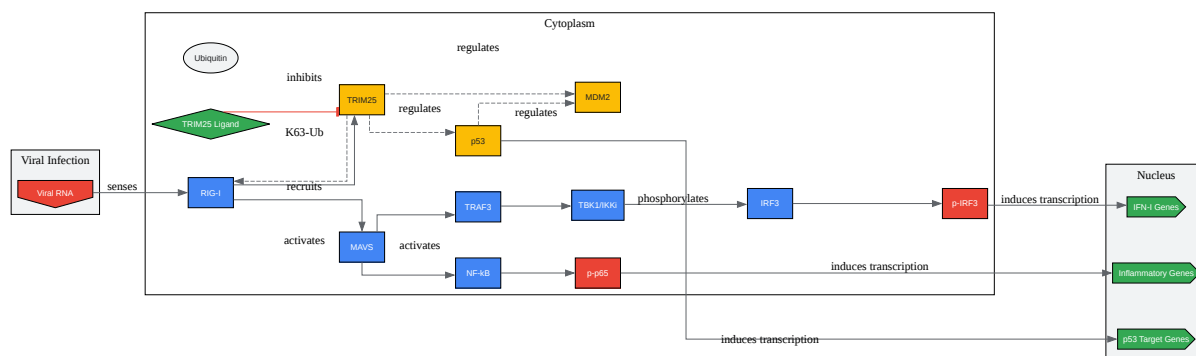 Cytoplasm
regulates
Ubiquitin
inhibits
TRIM25
MDM2
regulates
regulates
TRIM25 Ligand
K63-Ub
p53
Viral Infection
Nucleus
senses
recruits
Viral RNA
RIG-I
phosphorylates
induces transcription
TRAF3
TBK1/IKKi
IRF3
p-IRF3
IFN-I Genes
activates
activates
MAVS
induces transcription
NF-kB
p-p65
Inflammatory Genes
induces transcription
p53 Target Genes